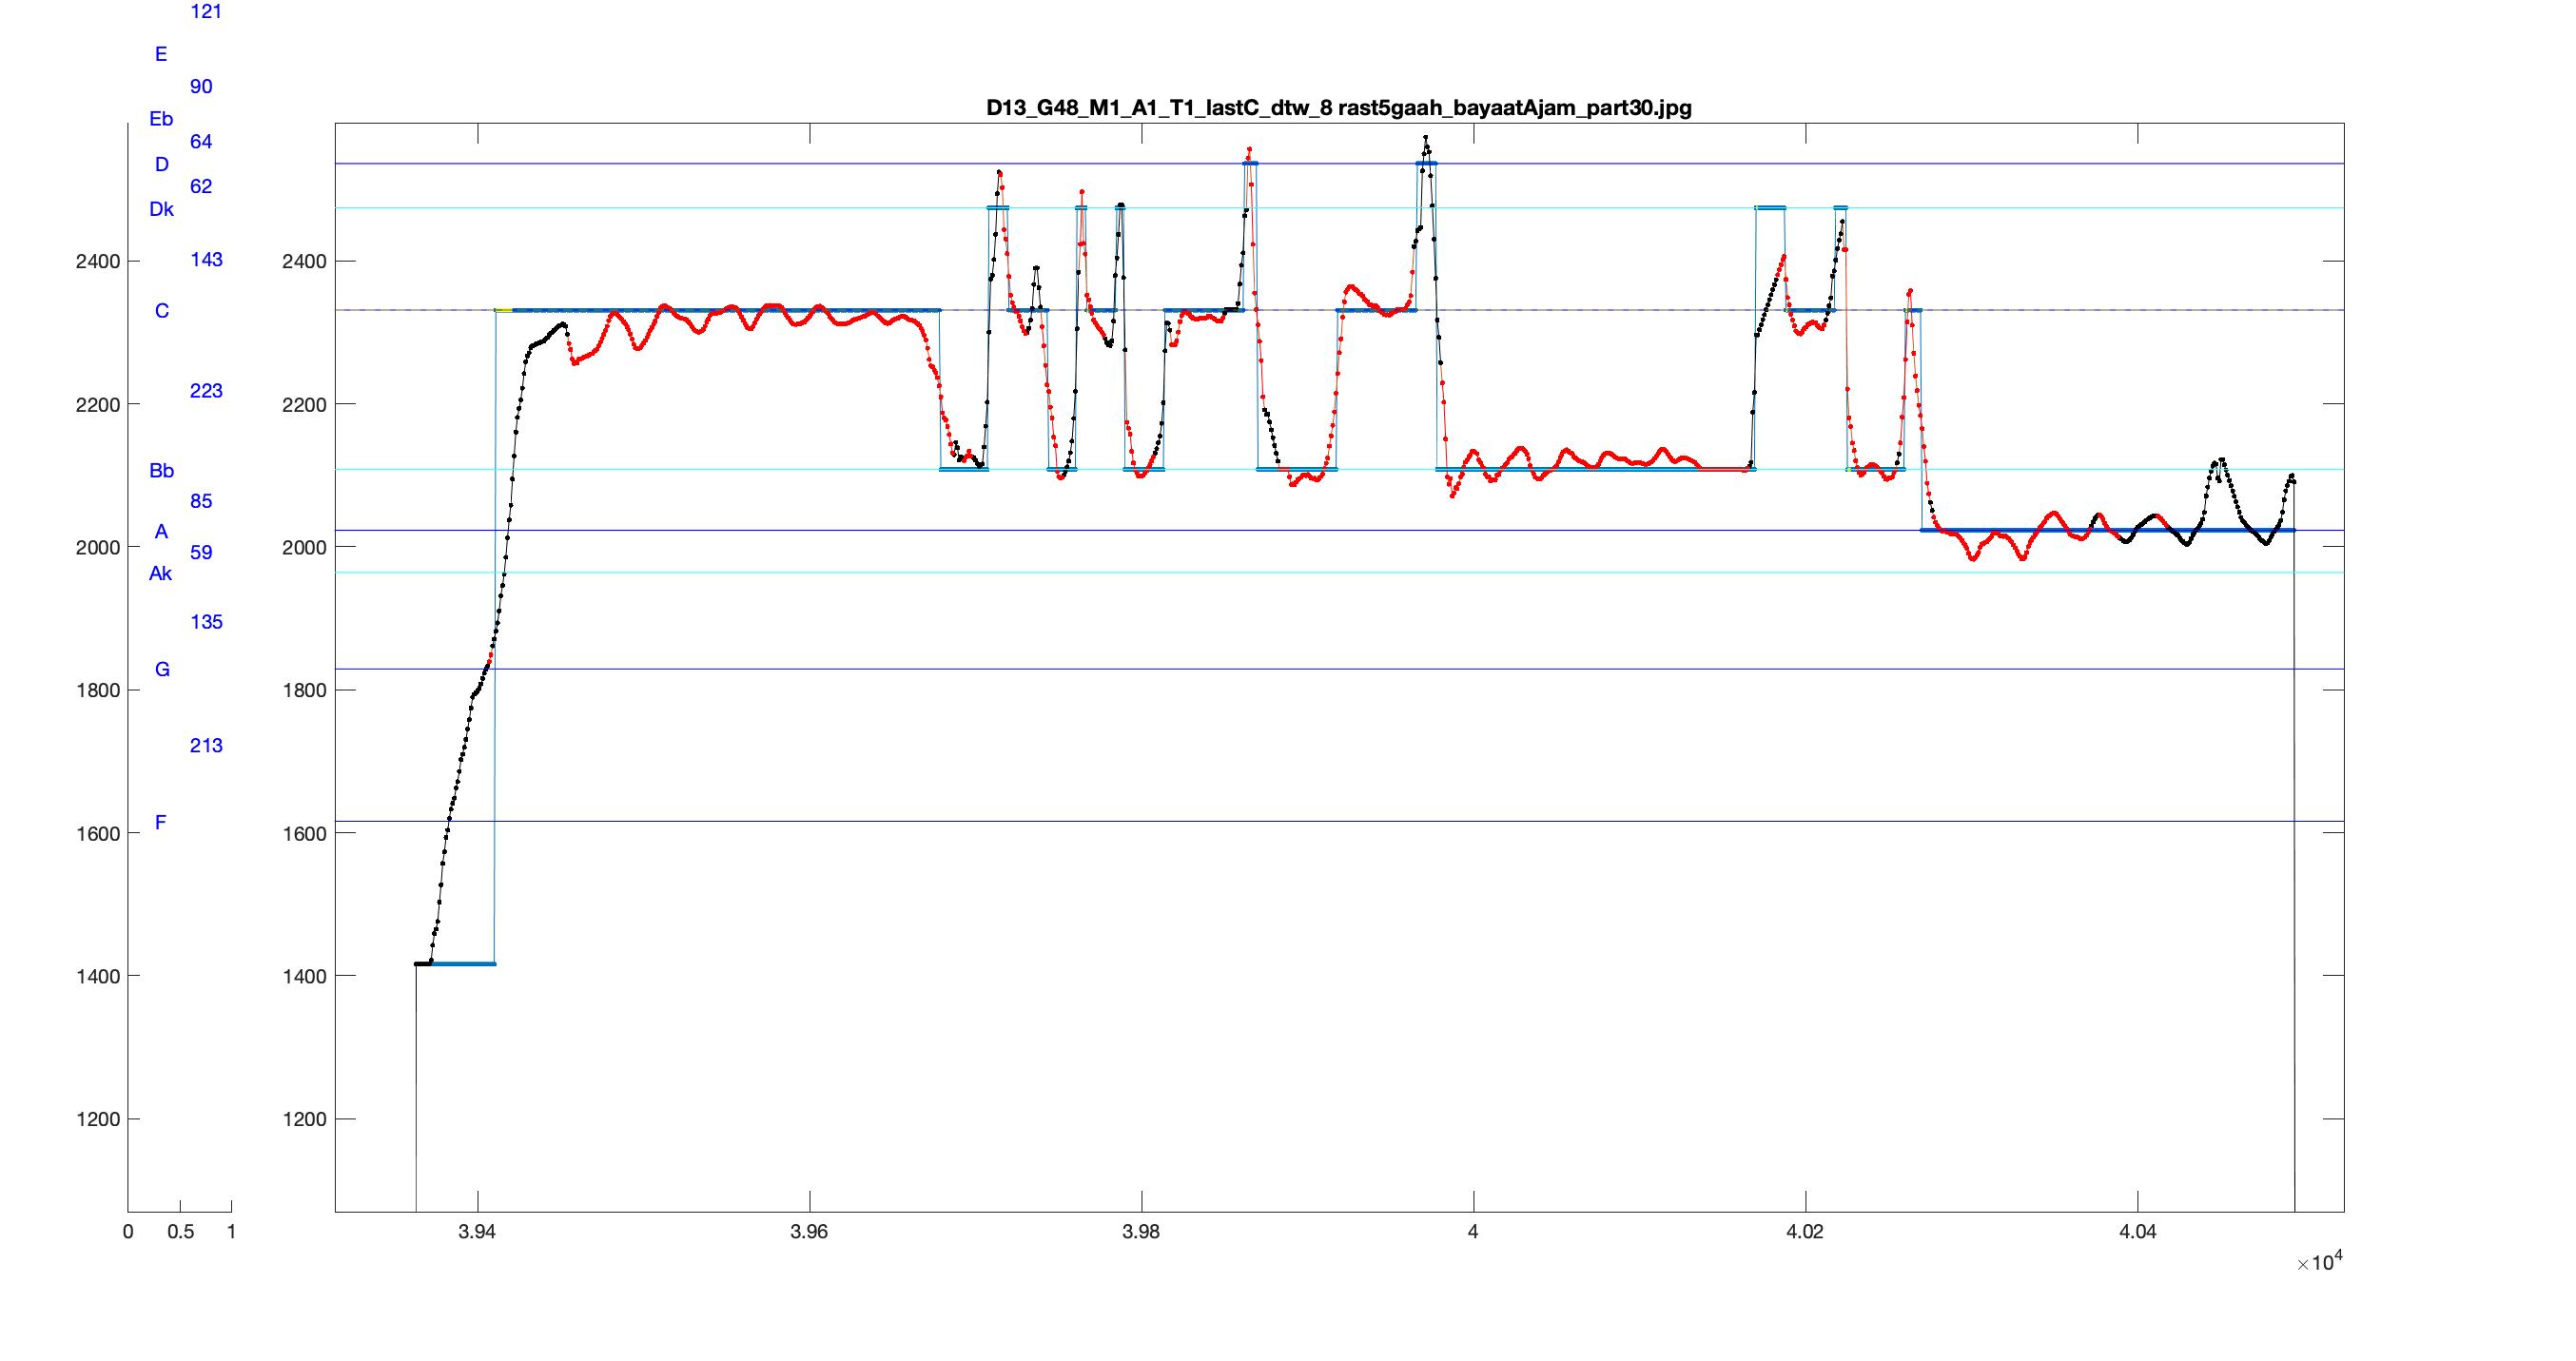 121
E
90
D13_G48_M1_A1_T1_lastC_dtw_8 rast5gaah_bayaatAjam_part30.jpg
Eb
64
D
62
Dk
143
2400
2400
C
223
2200
2200
Bb
85
A
2000
2000
59
Ak
135
G
1800
1800
213
F
1600
1600
1400
1400
1200
1200
0 0.5 1 3.94 3.96 3.98 4 4.02 4.04
×10^4